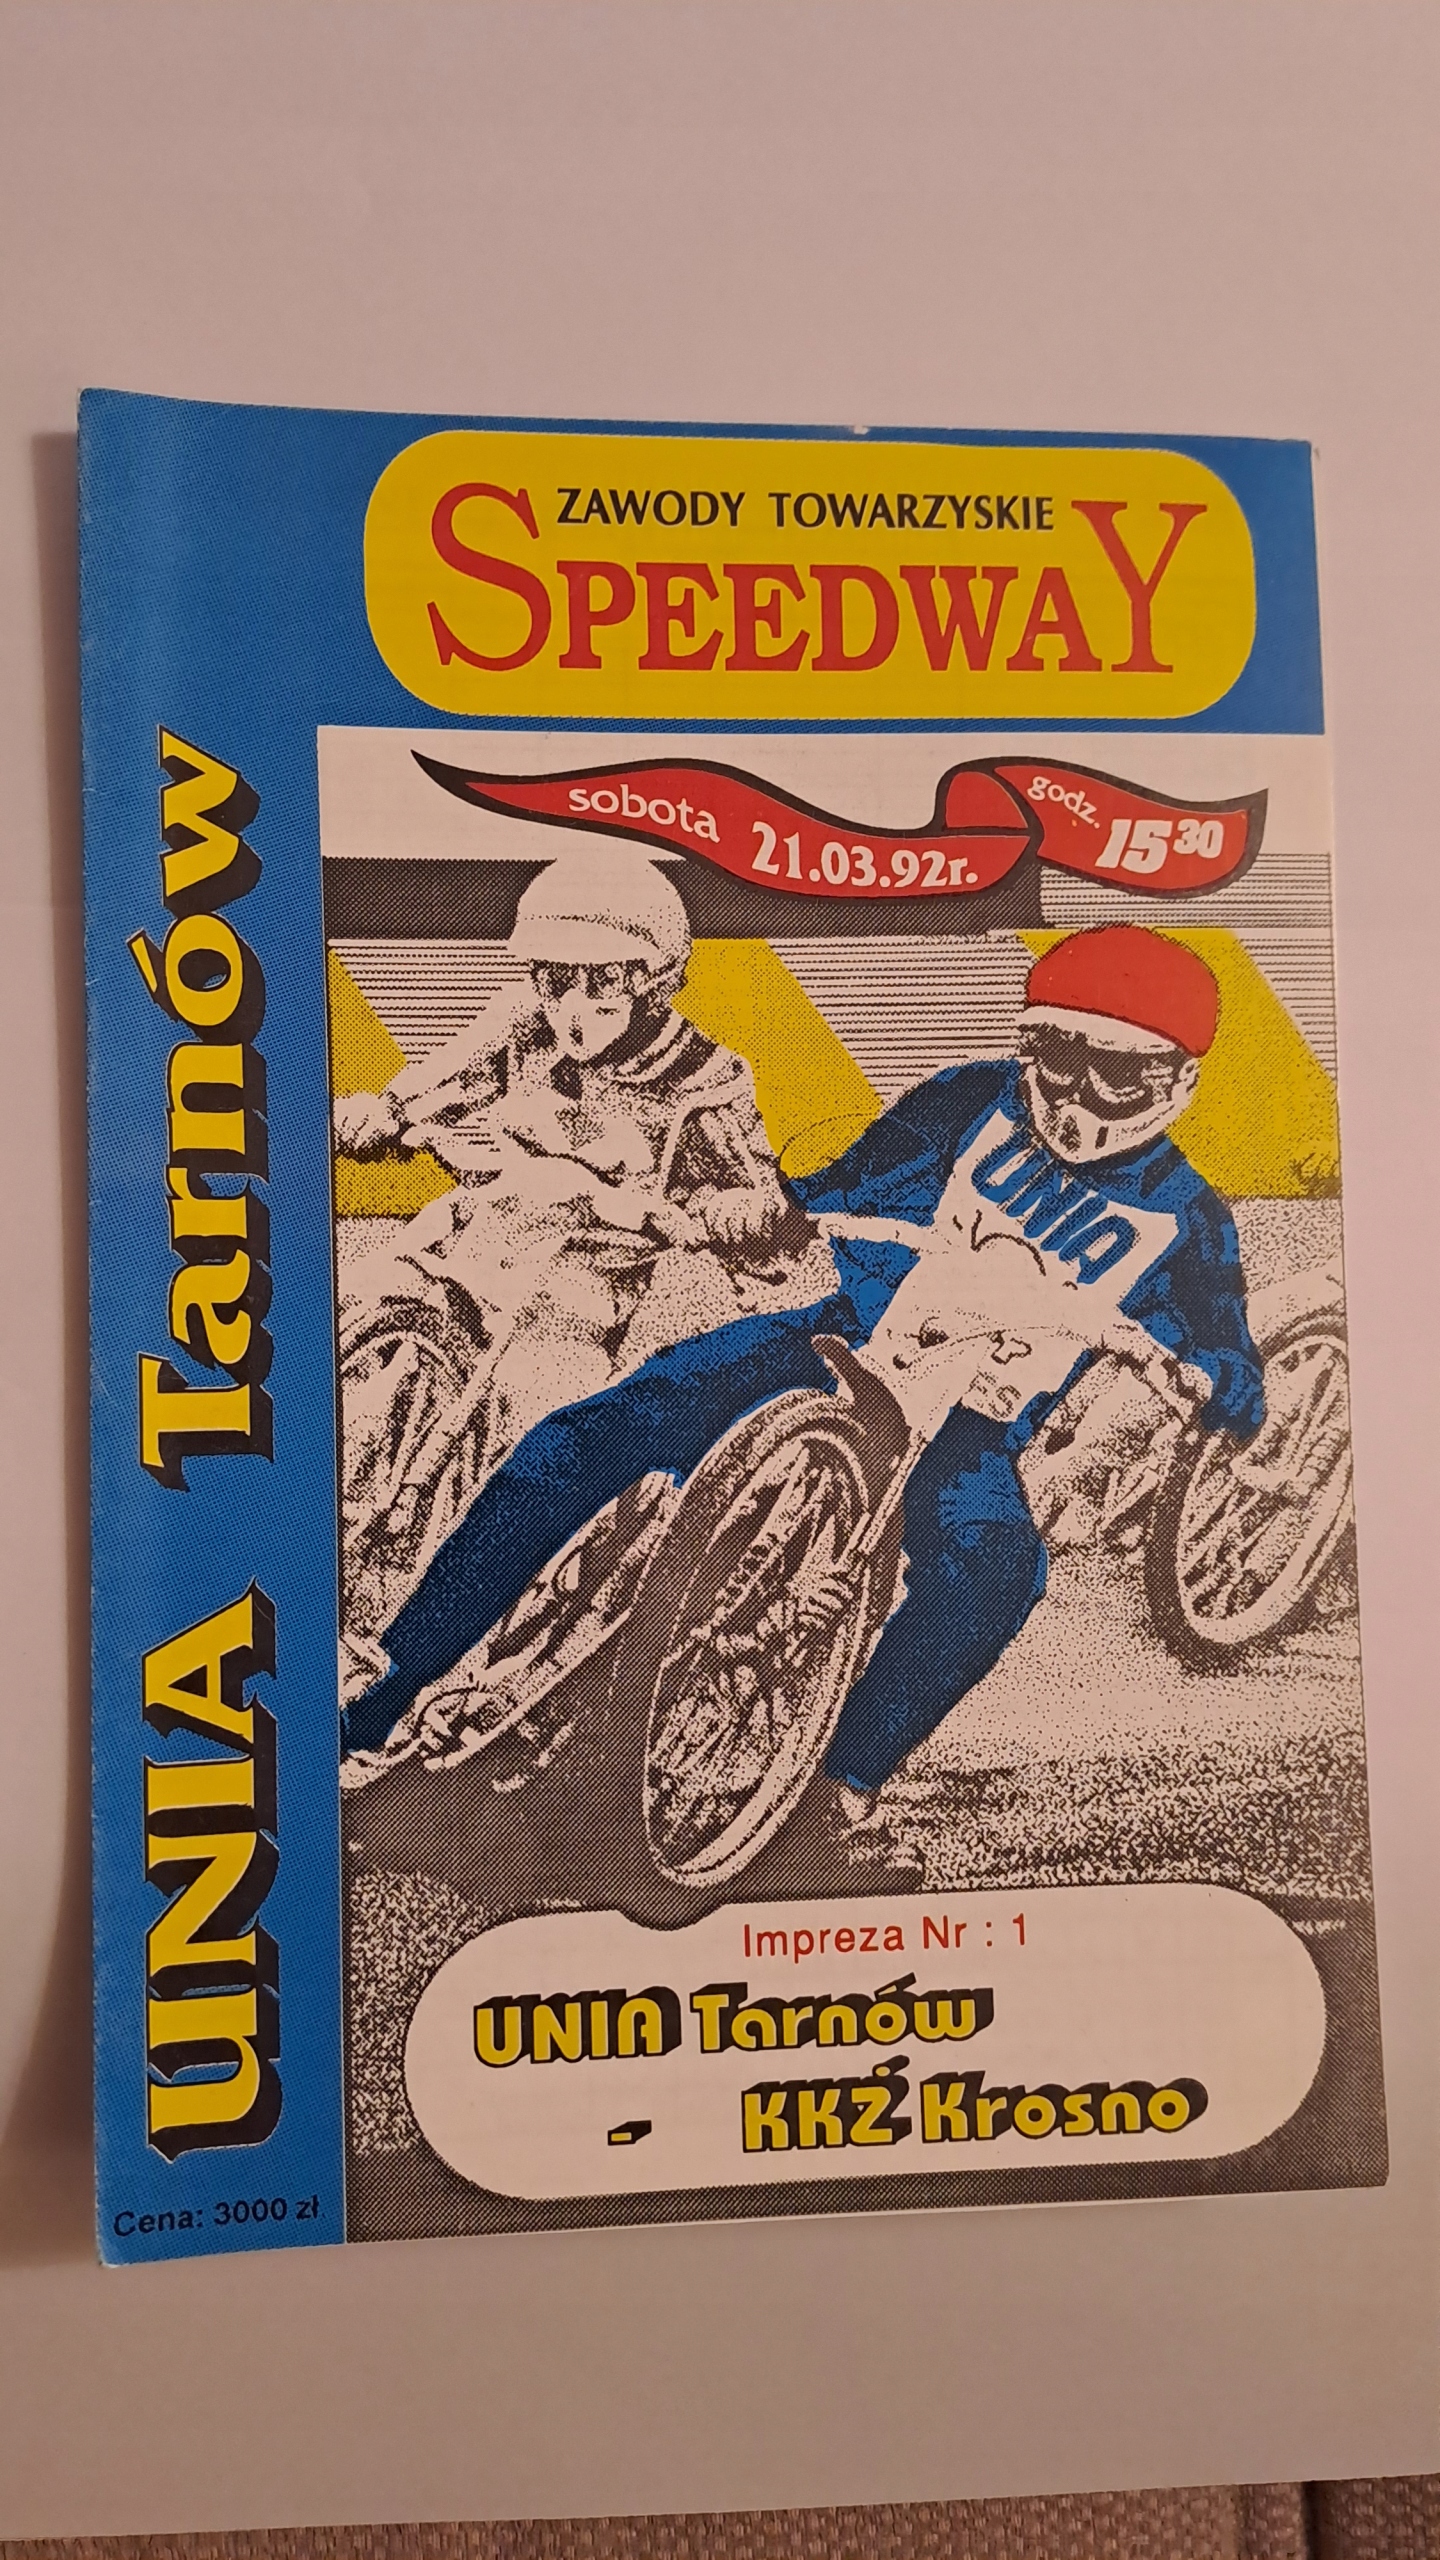 ZAWODY TOWARZYSKIE
SPEEDWAY
sobota 21.03.92r. godz. 15 30
UNIA Tarnów
UNIA
Impreza Nr : 1
UNIA Tarnów
- KKŻ Krosno
Cena: 3000 zł